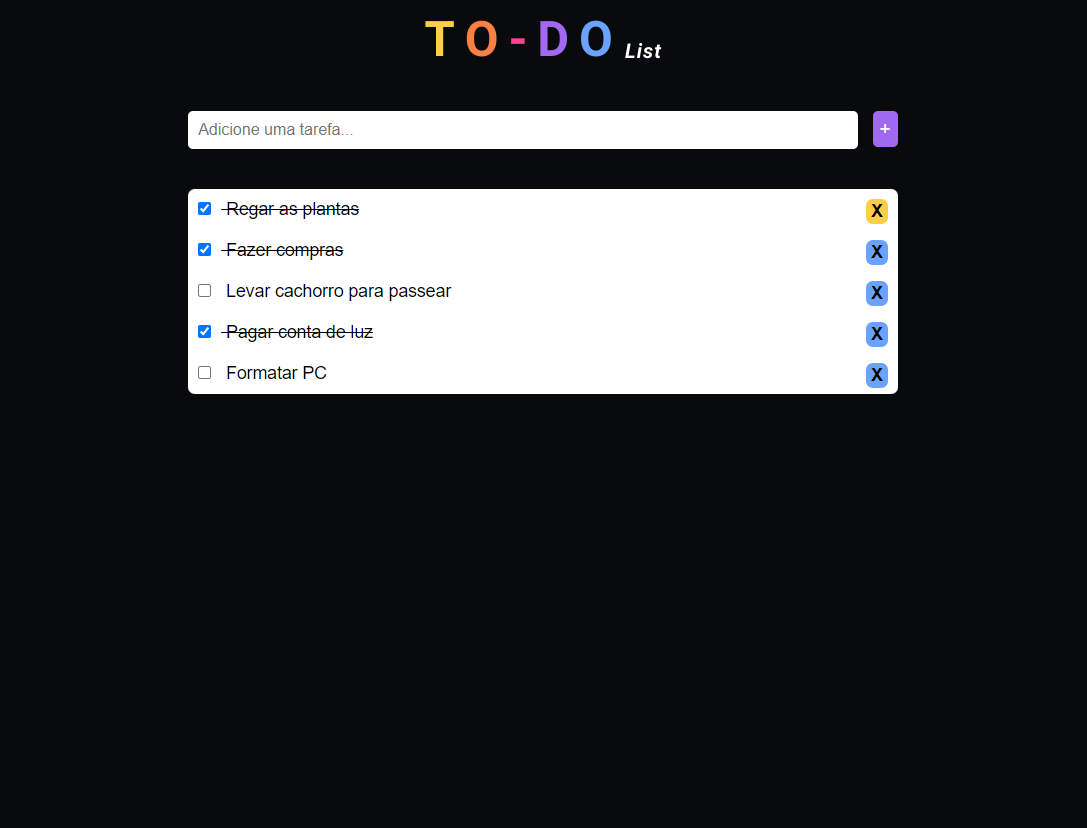 TO-DO List
Adicione uma tarefa... +
Regar as plantas X
Fazer compras X
Levar cachorro para passear X
Pagar conta de luz X
Formatar PC X